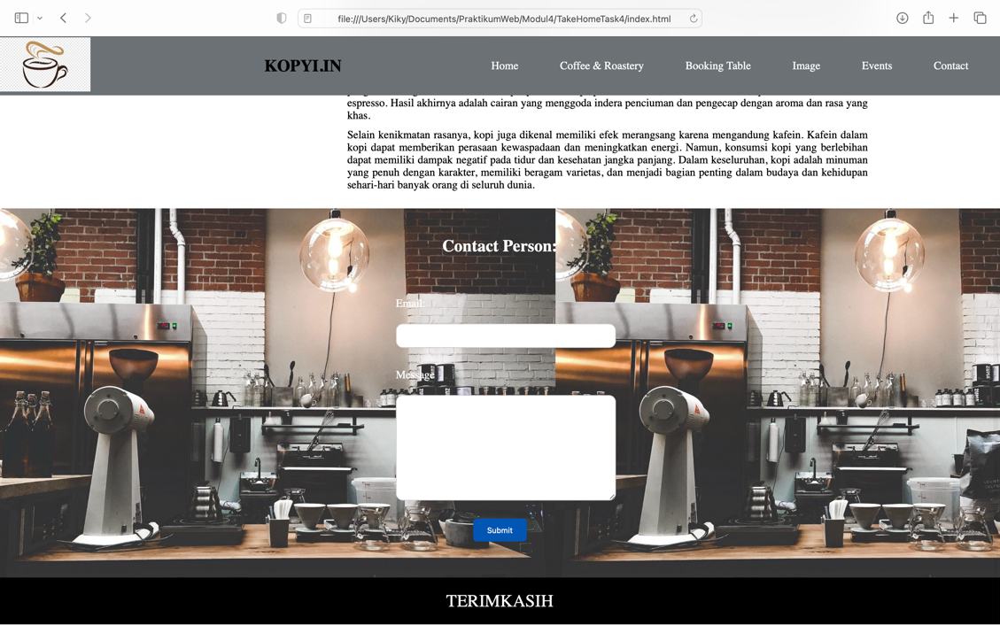 file:///Users/Kiky/Documents/PraktikumWeb/Modul4/TakeHomeTask4/index.html
KOPYI.IN
Home
Coffee & Roastery
Booking Table
Image
Events
Contact
espresso. Hasil akhirnya adalah cairan yang menggoda indera penciuman dan pengecap dengan aroma dan rasa yang
khas.
Selain kenikmatan rasanya, kopi juga dikenal memiliki efek merangsang karena mengandung kafein. Kafein dalam
kopi dapat memberikan perasaan kewaspadaan dan meningkatkan energi. Namun, konsumsi kopi yang berlebihan
dapat memiliki dampak negatif pada tidur dan kesehatan jangka panjang. Dalam keseluruhan, kopi adalah minuman
yang penuh dengan karakter, memiliki beragam varietas, dan menjadi bagian penting dalam budaya dan kehidupan
sehari-hari banyak orang di seluruh dunia.
Contact Person:
Email:
Message
Submit
TERIMKASIH